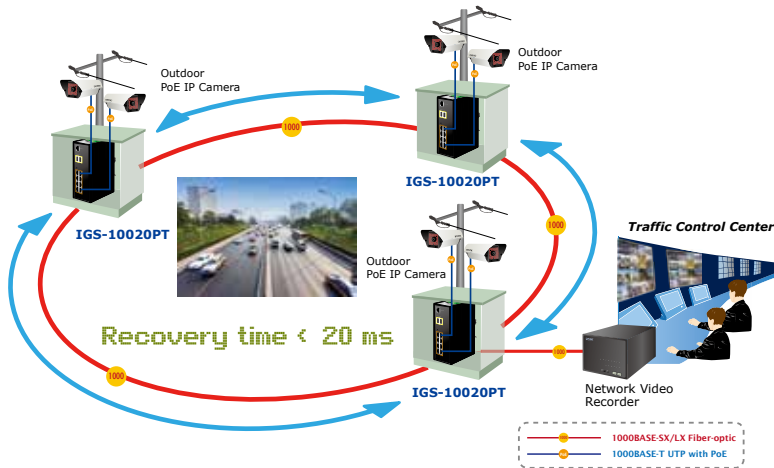 Outdoor
PoE IP Camera
Outdoor
PoE IP Camera
1000
IGS-10020PT
IGS-10020PT
1000
Traffic Control Center
Outdoor
PoE IP Camera
Recovery time < 20 ms
1000
1000
IGS-10020PT
Network Video
Recorder
1000BASE-SX/LX Fiber-optic
1000BASE-T UTP with PoE